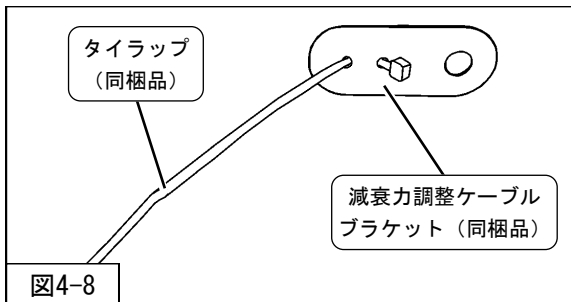 タイラップ
（同梱品）
減衰力調整ケーブル
ブラケット（同梱品）
図4-8